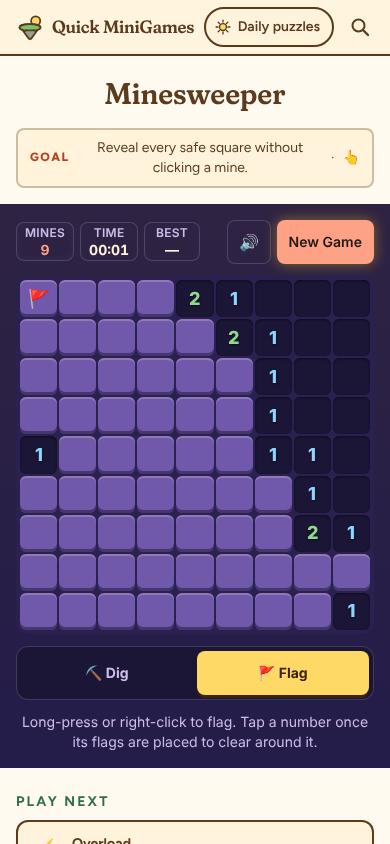 Quick MiniGames
Daily puzzles
Minesweeper
GOAL
Reveal every safe square without
clicking a mine.
MINES
9
TIME
00:01
BEST
—
New Game
2 1
2 1
1
1
1 1 1
1
2 1
1
Dig
Flag
Long-press or right-click to flag. Tap a number once
its flags are placed to clear around it.
PLAY NEXT
Overload